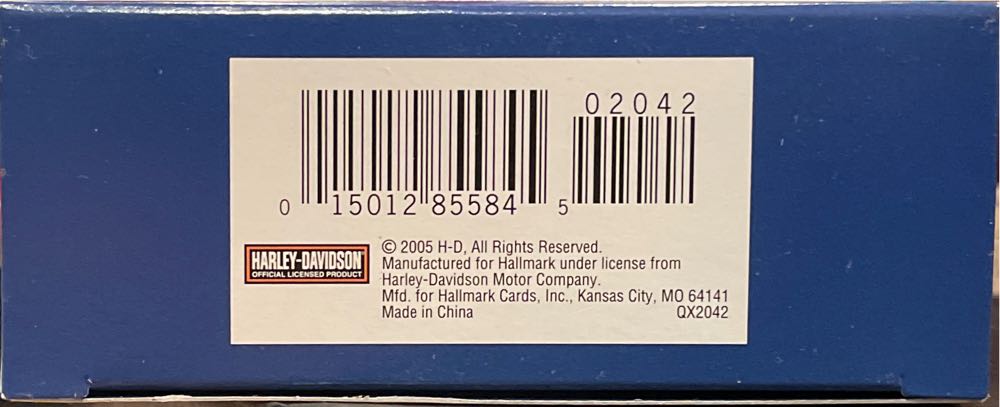 02042
0 15012 85584 5
HARLEY-DAVIDSON
OFFICIAL LICENSED PRODUCT
© 2005 H-D, All Rights Reserved.
Manufactured for Hallmark under license from
Harley-Davidson Motor Company.
Mfd. for Hallmark Cards, Inc., Kansas City, MO 64141
Made in China QX2042